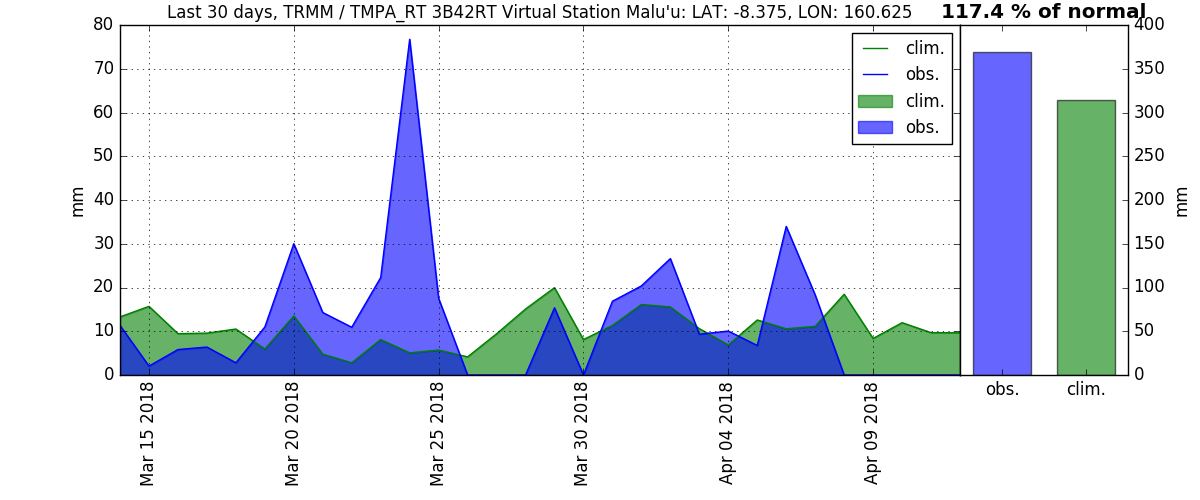 Last 30 days, TRMM / TMPA_RT 3B42RT Virtual Station Malu'u: LAT: -8.375, LON: 160.625
117.4 % of normal
80
70
60
50
40
30
20
10
0
mm
clim.
obs.
clim.
obs.
Mar 15 2018
Mar 20 2018
Mar 25 2018
Mar 30 2018
Apr 04 2018
Apr 09 2018
400
350
300
250
200
150
100
50
0
mm
obs.
clim.